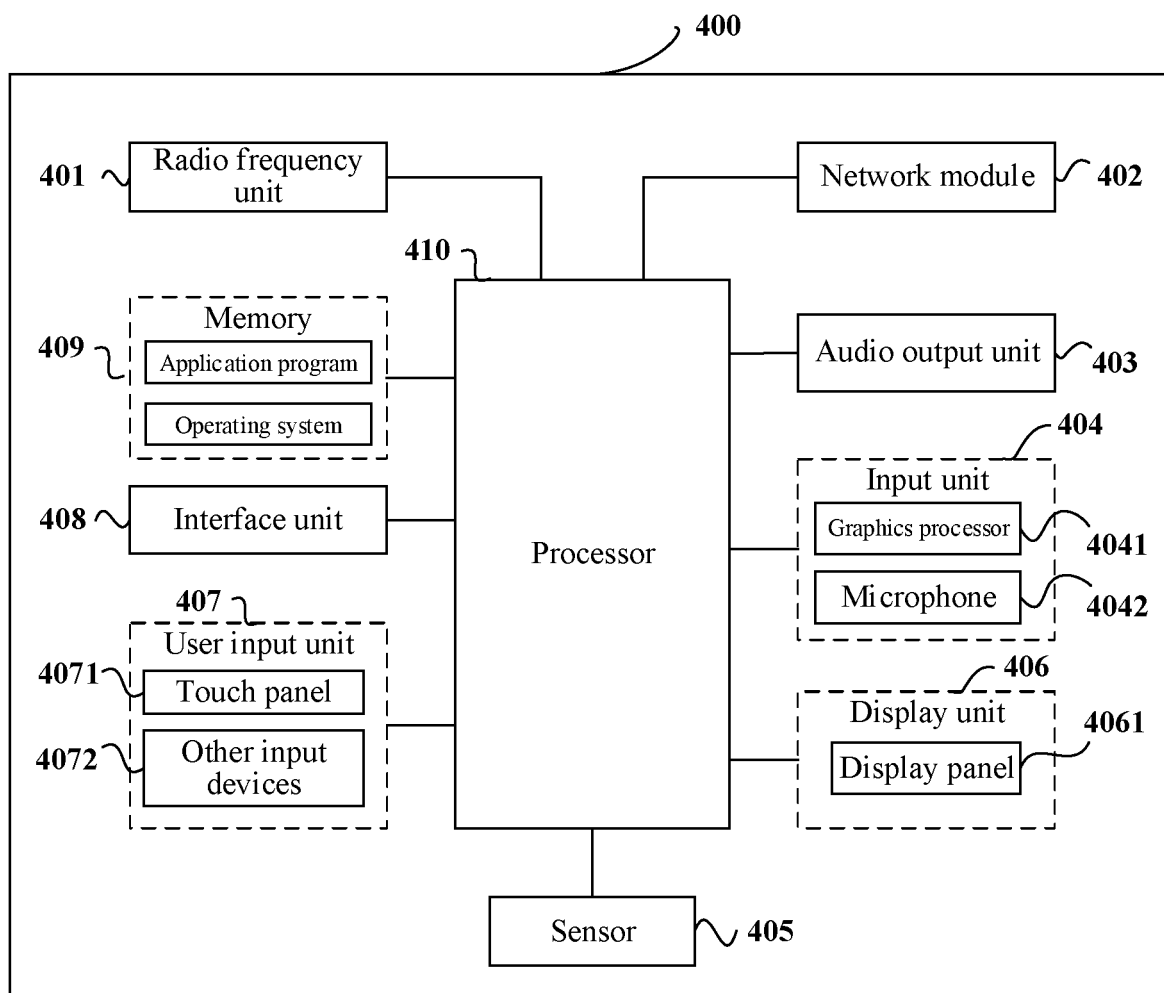 400
401
Radio frequency
unit
Network module
402
410
409
Memory
Application program
Operating system
Audio output unit
403
404
Input unit
Graphics processor
4041
Microphone
4042
408
Interface unit
Processor
407
User input unit
4071
Touch panel
4072
Other input
devices
406
Display unit
4061
Display panel
Sensor
405